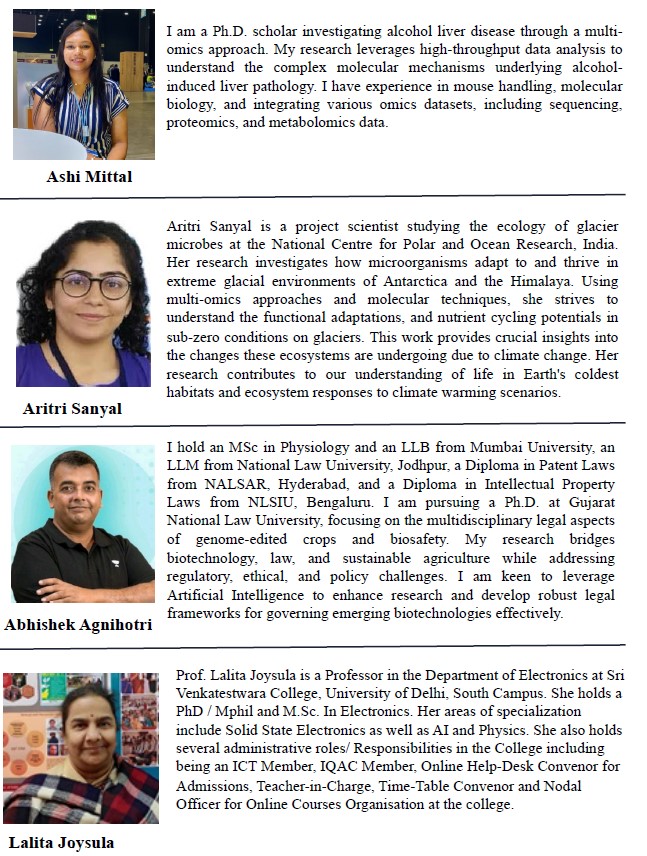 I am a Ph.D. scholar investigating alcohol liver disease through a multi-
omics approach. My research leverages high-throughput data analysis to
understand the complex molecular mechanisms underlying alcohol-
induced liver pathology. I have experience in mouse handling, molecular
biology, and integrating various omics datasets, including sequencing,
proteomics, and metabolomics data.
Ashi Mittal
Aritri Sanyal is a project scientist studying the ecology of glacier
microbes at the National Centre for Polar and Ocean Research, India.
Her research investigates how microorganisms adapt to and thrive in
extreme glacial environments of Antarctica and the Himalaya. Using
multi-omics approaches and molecular techniques, she strives to
understand the functional adaptations, and nutrient cycling potentials in
sub-zero conditions on glaciers. This work provides crucial insights into
the changes these ecosystems are undergoing due to climate change. Her
research contributes to our understanding of life in Earth's coldest
habitats and ecosystem responses to climate warming scenarios.
Aritri Sanyal
I hold an MSc in Physiology and an LLB from Mumbai University, an
LLM from National Law University, Jodhpur, a Diploma in Patent Laws
from NALSAR, Hyderabad, and a Diploma in Intellectual Property
Laws from NLSIU, Bengaluru. I am pursuing a Ph.D. at Gujarat
National Law University, focusing on the multidisciplinary legal aspects
of genome-edited crops and biosafety. My research bridges
biotechnology, law, and sustainable agriculture while addressing
regulatory, ethical, and policy challenges. I am keen to leverage
Artificial Intelligence to enhance research and develop robust legal
frameworks for governing emerging biotechnologies effectively.
Abhishek Agnihotri
Prof. Lalita Joysula is a Professor in the Department of Electronics at Sri
Venkatestwara College, University of Delhi, South Campus. She holds a
PhD / Mphil and M.Sc. In Electronics. Her areas of specialization
include Solid State Electronics as well as AI and Physics. She also holds
several administrative roles/ Responsibilities in the College including
being an ICT Member, IQAC Member, Online Help-Desk Convenor for
Admissions, Teacher-in-Charge, Time-Table Convenor and Nodal
Officer for Online Courses Organisation at the college.
Lalita Joysula